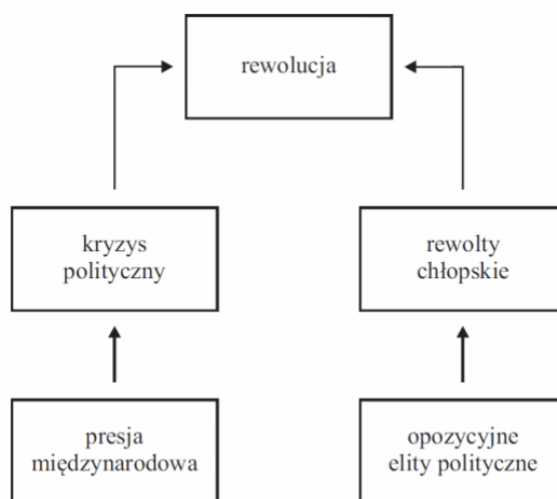 rewolucja
kryzys
polityczny
rewolty
chłopskie
presja
międzynarodowa
opozycyjne
elity polityczne